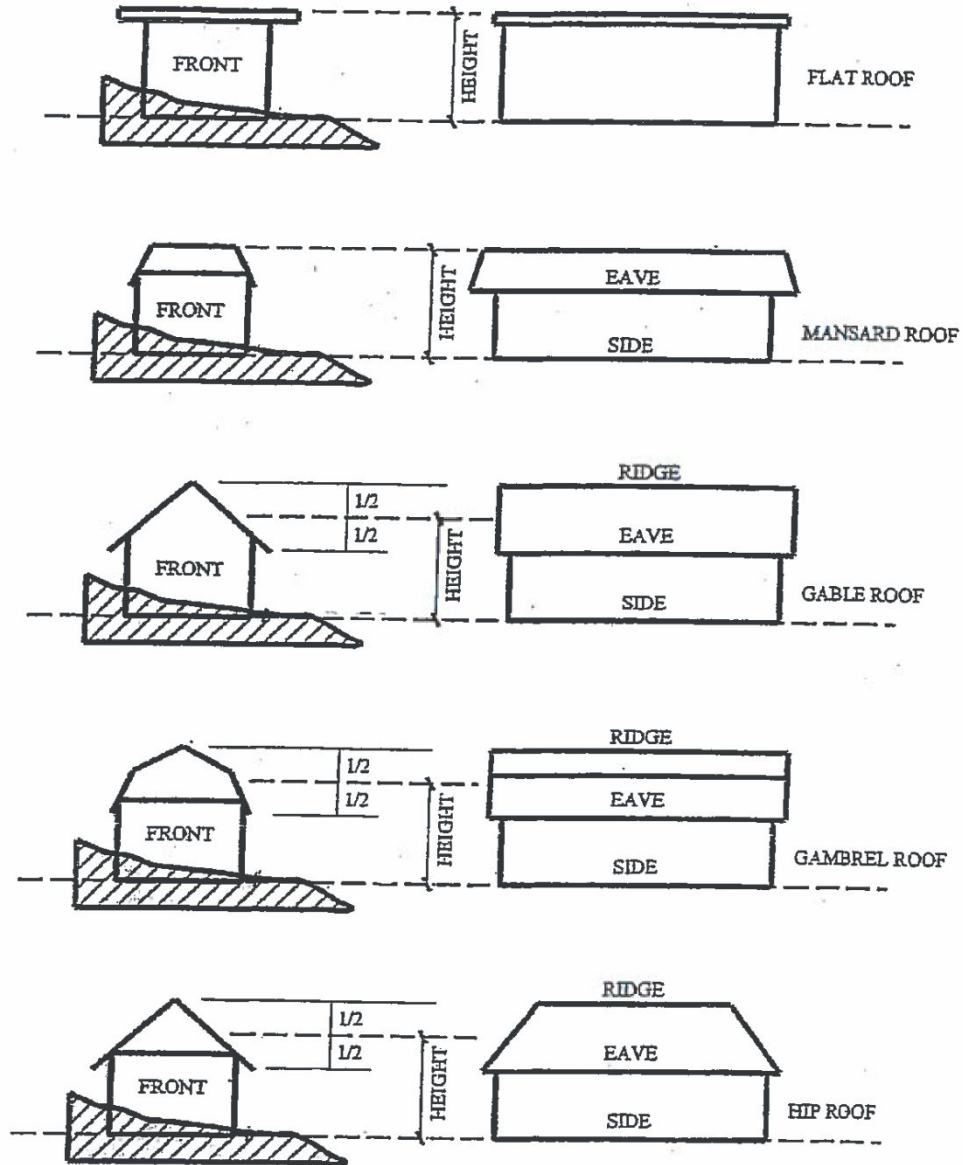 FRONT
HEIGHT
FLAT ROOF
FRONT
HEIGHT
EAVE
SIDE
MANSARD ROOF
RIDGE
1/2
1/2
FRONT
HEIGHT
EAVE
SIDE
GABLE ROOF
RIDGE
1/2
1/2
FRONT
HEIGHT
EAVE
SIDE
GAMBREL ROOF
RIDGE
1/2
1/2
FRONT
HEIGHT
EAVE
SIDE
HIP ROOF